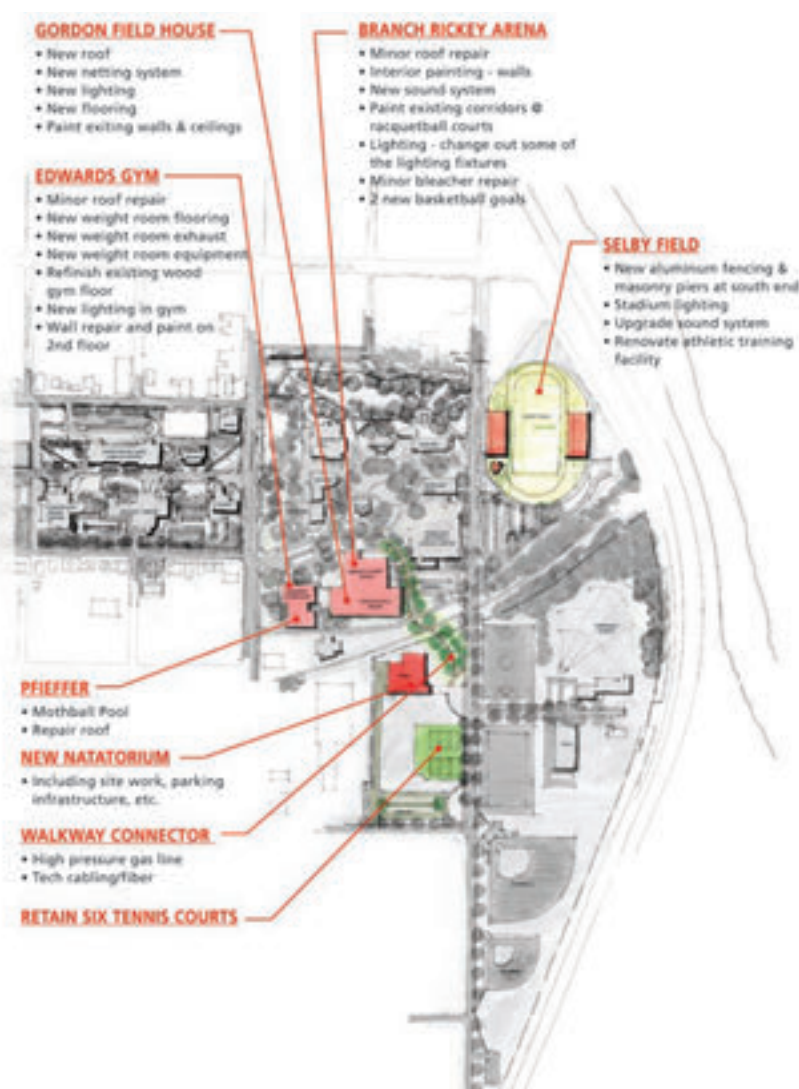 GORDON FIELD HOUSE
• New roof
• New netting system
• New lighting
• New flooring
• Paint exiting walls & ceilings
BRANCH RICKEY ARENA
• Minor roof repair
• Interior painting - walls
• New sound system
• Paint existing corridors @
racquetball courts
• Lighting - change out some of
the lighting fixtures
• Minor bleacher repair
• 2 new basketball goals
EDWARDS GYM
• Minor roof repair
• New weight room flooring
• New weight room exhaust
• New weight room equipment
• Refinish existing wood
gym floor
• New lighting in gym
• Wall repair and paint on
2nd floor
SELBY FIELD
• New aluminum fencing &
masonry piers at south end
• Stadium lighting
• Upgrade sound system
• Renovate athletic training
facility
PFIEFFER
• Mothball Pool
• Repair roof
NEW NATATORIUM
• Including site work, parking
infrastructure, etc.
WALKWAY CONNECTOR
• High pressure gas line
• Tech cabling/fiber
RETAIN SIX TENNIS COURTS